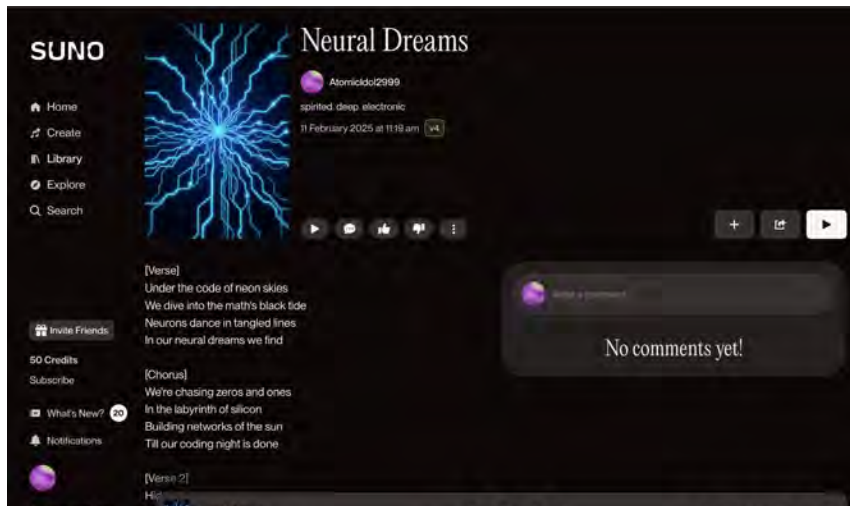 SUNO
Home
Create
Library
Explore
Search
Invite Friends
50 Credits
Subscribe
What's New? 20
Notifications
Neural Dreams
AtomicIdol2999
spirited deep electronic
11 February 2025 at 11:19 am v4
[Verse]
Under the code of neon skies
We dive into the math's black tide
Neurons dance in tangled lines
In our neural dreams we find
[Chorus]
We're chasing zeros and ones
In the labyrinth of silicon
Building networks of the sun
Till our coding night is done
[Verse 2]
Write a comment
No comments yet!